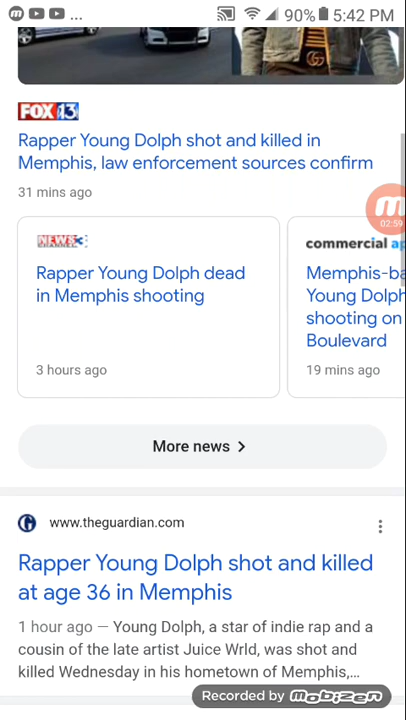 90% 5:42 PM
FOX 13
Rapper Young Dolph shot and killed in
Memphis, law enforcement sources confirm
31 mins ago
02:59
NEWS 3
commercial ap
Rapper Young Dolph dead
in Memphis shooting
3 hours ago
Memphis-ba
Young Dolph
shooting on
Boulevard
19 mins ago
More news >
www.theguardian.com
Rapper Young Dolph shot and killed
at age 36 in Memphis
1 hour ago — Young Dolph, a star of indie rap and a
cousin of the late artist Juice Wrld, was shot and
killed Wednesday in his hometown of Memphis,...
Recorded by mobizen